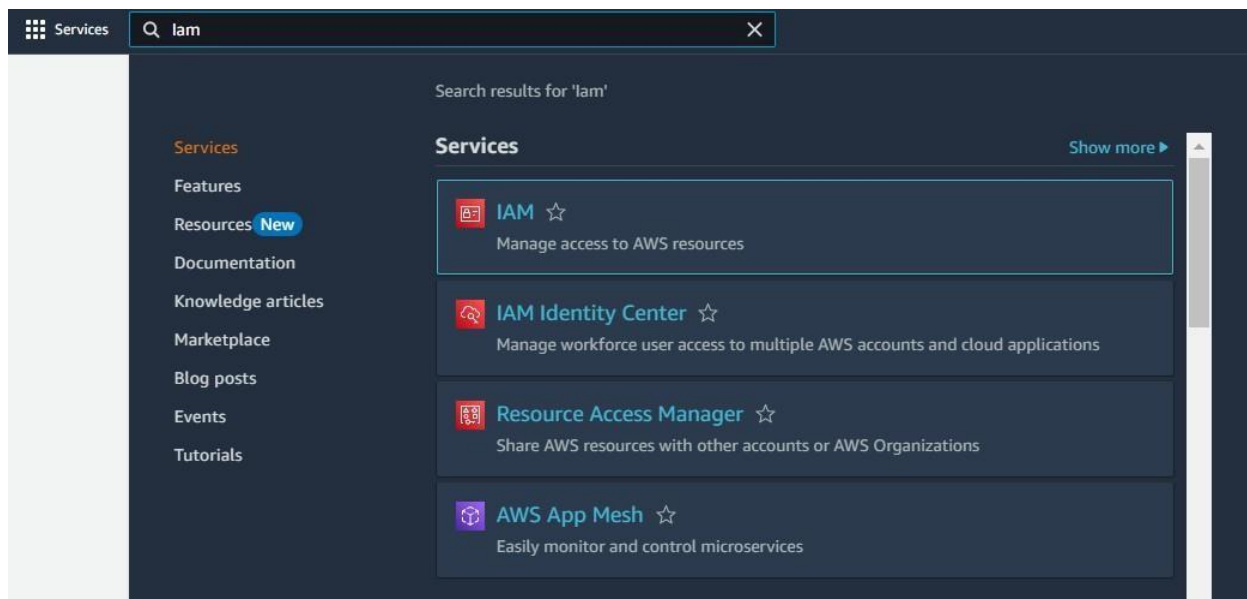 Services
Iam
Search results for 'Iam'
Services
Features
Resources New
Documentation
Knowledge articles
Marketplace
Blog posts
Events
Tutorials
Services
Show more
IAM
Manage access to AWS resources
IAM Identity Center
Manage workforce user access to multiple AWS accounts and cloud applications
Resource Access Manager
Share AWS resources with other accounts or AWS Organizations
AWS App Mesh
Easily monitor and control microservices